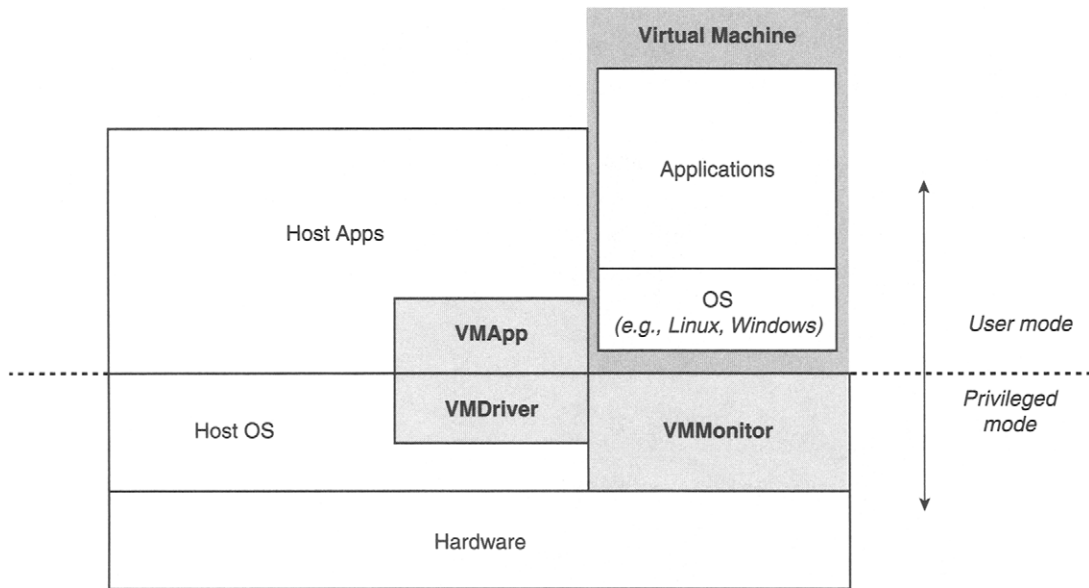 Virtual Machine
Applications
Host Apps
OS
(e.g., Linux, Windows)
VMApp
User mode
VMDriver
Privileged
mode
Host OS
VMMonitor
Hardware